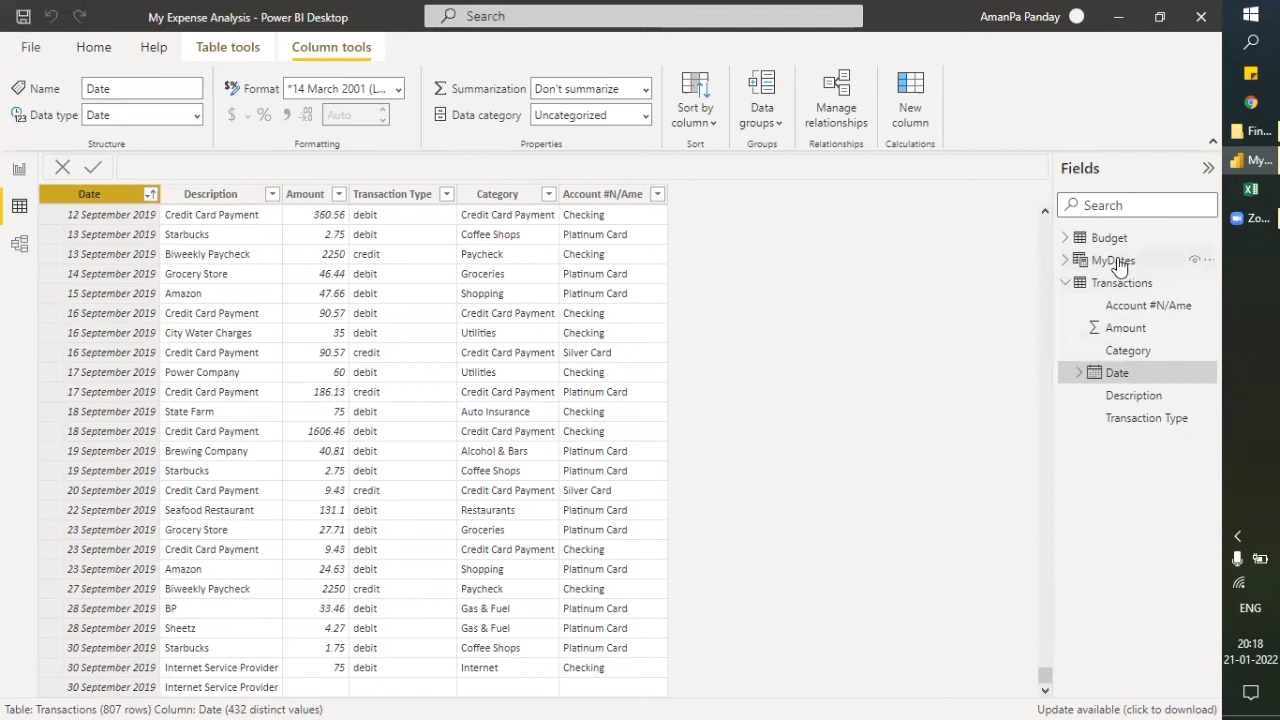 My Expense Analysis - Power BI Desktop
Search
AmanPa Panday
File
Home
Help
Table tools
Column tools
Name
Date
Format
*14 March 2001 (L...
Summarization
Don't summarize
Data type
Date
$
%
Auto
Data category
Uncategorized
Sort by
column
Data
groups
Manage
relationships
New
column
Structure
Formatting
Properties
Sort
Groups
Relationships
Calculations
Date Description Amount Transaction Type Category Account #N/Ame
12 September 2019 Credit Card Payment 360.56 debit Credit Card Payment Checking
13 September 2019 Starbucks 2.75 debit Coffee Shops Platinum Card
13 September 2019 Biweekly Paycheck 2250 credit Paycheck Checking
14 September 2019 Grocery Store 46.44 debit Groceries Platinum Card
15 September 2019 Amazon 47.66 debit Shopping Platinum Card
16 September 2019 Credit Card Payment 90.57 debit Credit Card Payment Checking
16 September 2019 City Water Charges 35 debit Utilities Checking
16 September 2019 Credit Card Payment 90.57 credit Credit Card Payment Silver Card
17 September 2019 Power Company 60 debit Utilities Checking
17 September 2019 Credit Card Payment 186.13 debit Credit Card Payment Platinum Card
18 September 2019 State Farm 75 debit Auto Insurance Checking
18 September 2019 Credit Card Payment 1606.46 debit Credit Card Payment Checking
19 September 2019 Brewing Company 40.81 debit Alcohol & Bars Platinum Card
19 September 2019 Starbucks 2.75 debit Coffee Shops Platinum Card
20 September 2019 Credit Card Payment 9.43 credit Credit Card Payment Silver Card
22 September 2019 Seafood Restaurant 131.1 debit Restaurants Platinum Card
23 September 2019 Grocery Store 27.71 debit Groceries Platinum Card
23 September 2019 Credit Card Payment 9.43 debit Credit Card Payment Checking
23 September 2019 Amazon 24.63 debit Shopping Platinum Card
27 September 2019 Biweekly Paycheck 2250 credit Paycheck Checking
28 September 2019 BP 33.46 debit Gas & Fuel Platinum Card
28 September 2019 Sheetz 4.27 debit Gas & Fuel Platinum Card
30 September 2019 Starbucks 1.75 debit Coffee Shops Platinum Card
30 September 2019 Internet Service Provider 75 debit Internet Checking
30 September 2019 Internet Service Provider
Fields
Search
Budget
MyDates
Transactions
Account #N/Ame
Amount
Category
Date
Description
Transaction Type
Table: Transactions (807 rows) Column: Date (432 distinct values)
Update available (click to download)
Fin...
My...
Zo...
ENG
20:18
21-01-2022